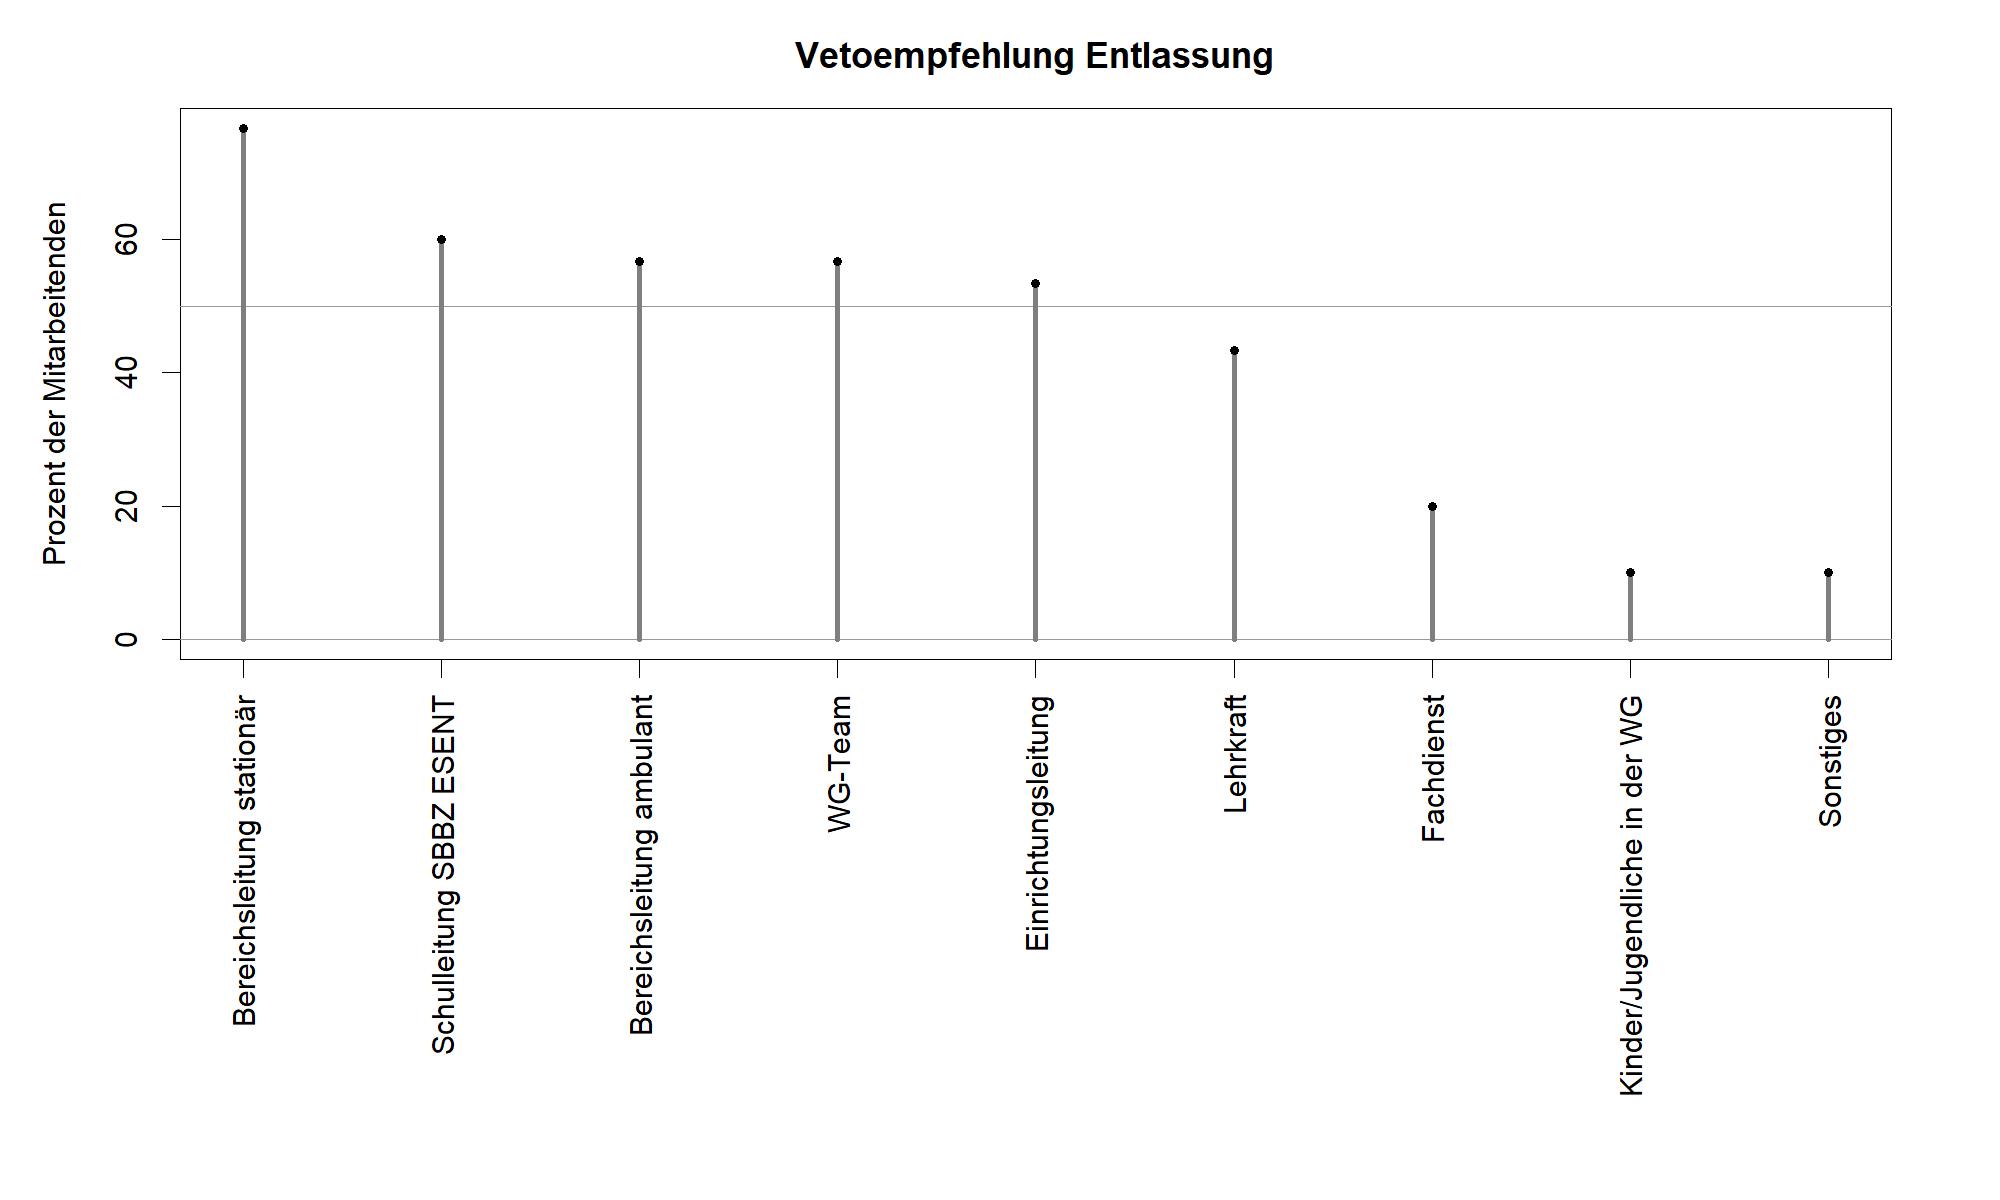 Vetoempfehlung Entlassung
Prozent der Mitarbeitenden
60
40
20
0
Bereichsleitung stationär
Schulleitung SBBZ ESENT
Bereichsleitung ambulant
WG-Team
Einrichtungsleitung
Lehrkraft
Fachdienst
Kinder/Jugendliche in der WG
Sonstiges